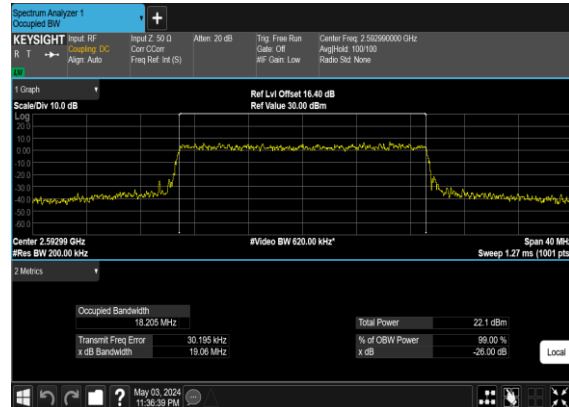 Spectrum Analyzer 1
Occupied BW
+
KEYSIGHT Input: RF Input Z: 50 Ω Atten: 20 dB Trig: Free Run Center Freq: 2.592990000 GHz
R T Coupling: DC Corr CCorr Gate: Off Avg|Hold: 100/100
Align: Auto Freq Ref: Int (S) #IF Gain: Low Radio Std: None
LW
1 Graph
Ref Lvl Offset 16.40 dB
Scale/Div 10.0 dB Ref Value 30.00 dBm
Log
20.0
10.0
0.00
-10.0
-20.0
-30.0
-40.0
-50.0
-60.0
Center 2.59299 GHz #Video BW 620.00 kHz* Span 40 MHz
#Res BW 200.00 kHz Sweep 1.27 ms (1001 pts
2 Metrics
Occupied Bandwidth
18.205 MHz Total Power 22.1 dBm
Transmit Freq Error 30.195 kHz % of OBW Power 99.00 %
x dB Bandwidth 19.06 MHz x dB -26.00 dB
Local
? May 03, 2024
11:36:39 PM